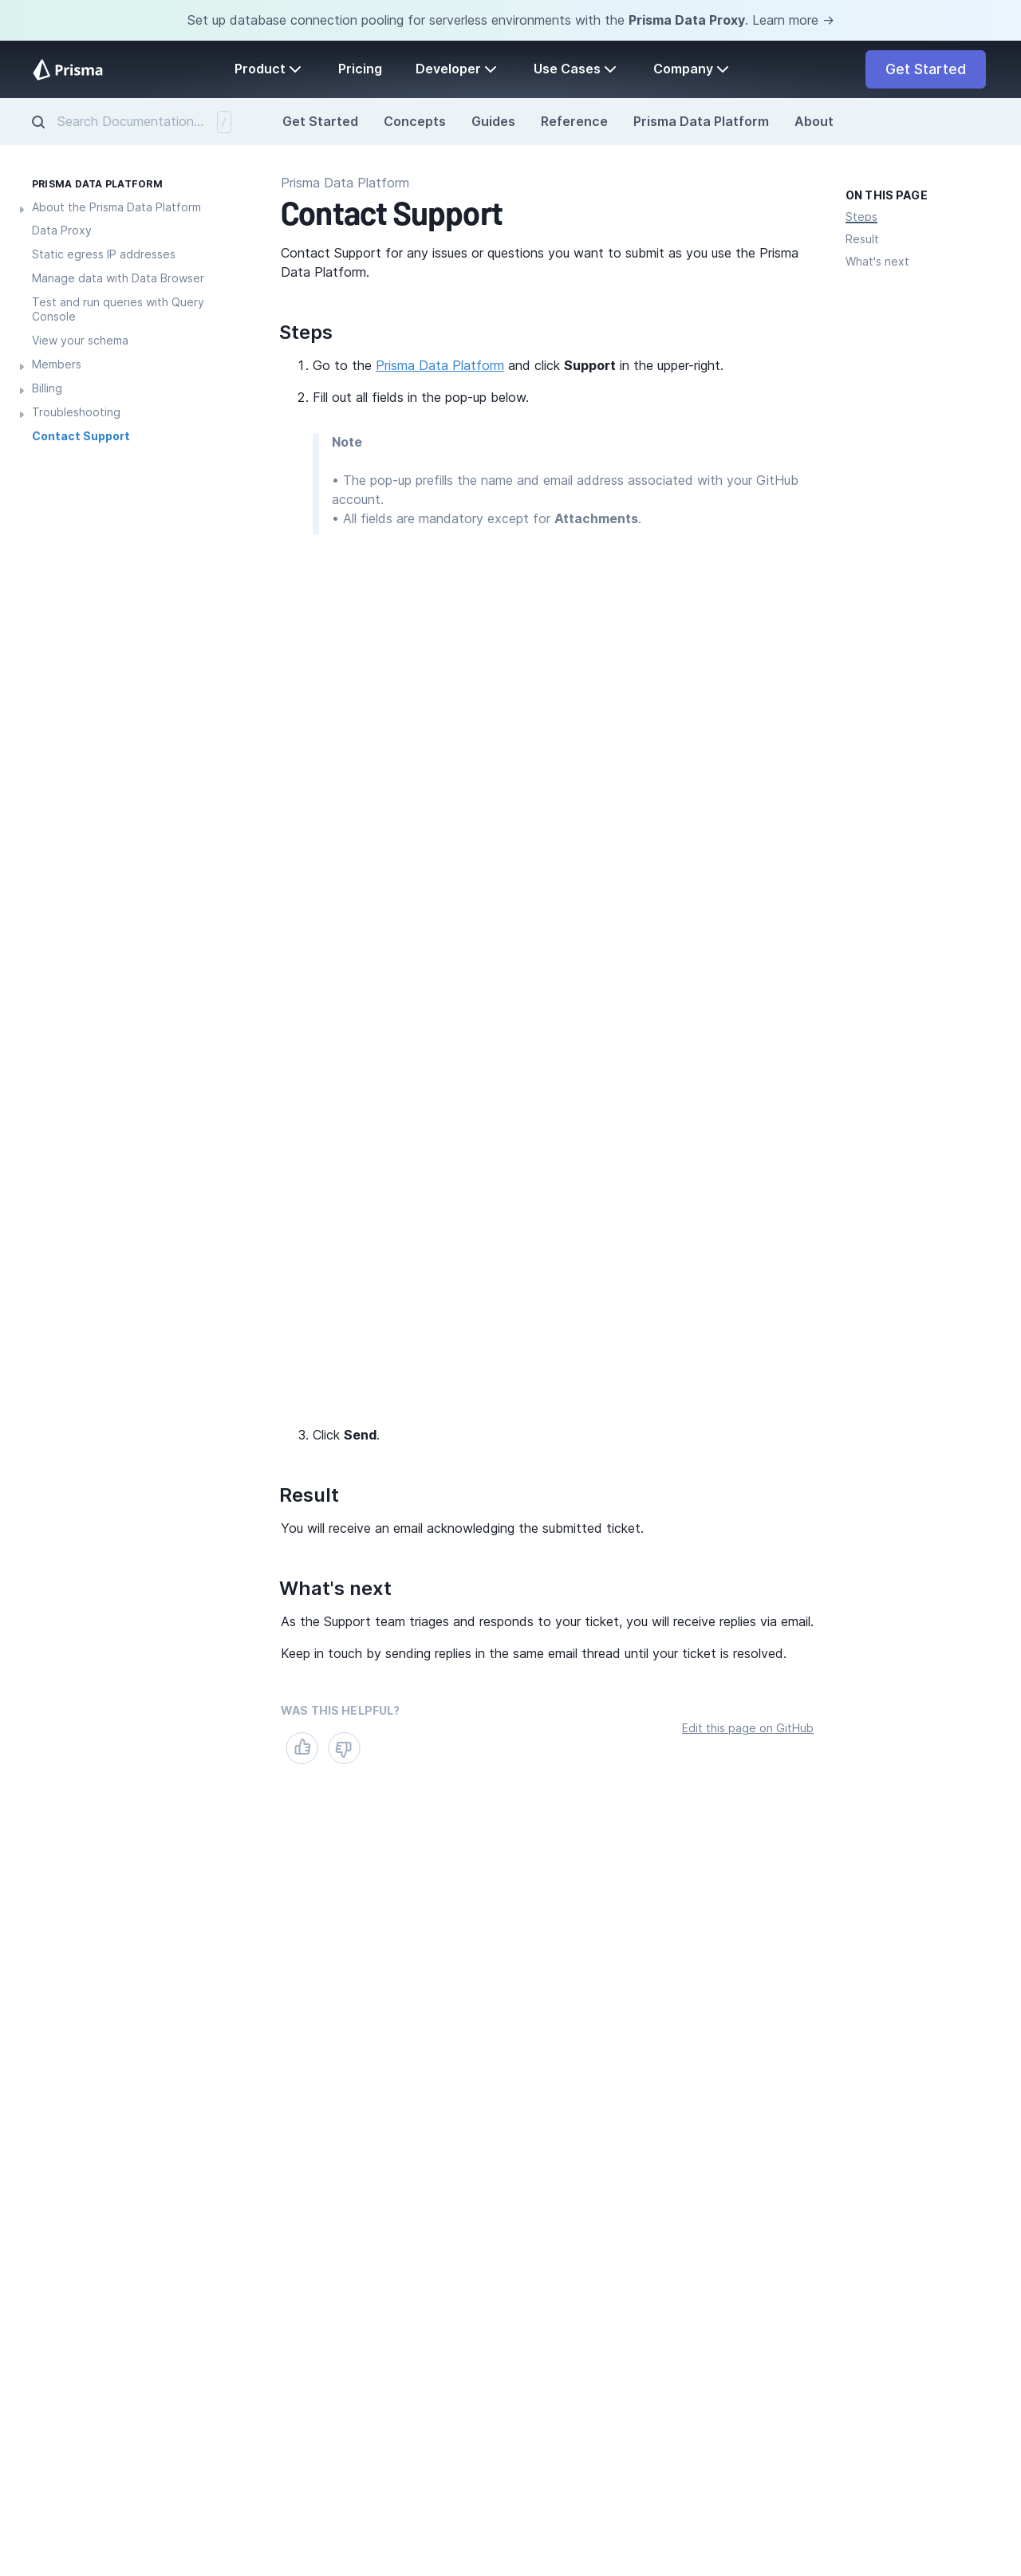 Set up database connection pooling for serverless environments with the Prisma Data Proxy. Learn more →
Prisma
Product
Pricing
Developer
Use Cases
Company
Get Started
Search Documentation... /
Get Started
Concepts
Guides
Reference
Prisma Data Platform
About
PRISMA DATA PLATFORM
About the Prisma Data Platform
Data Proxy
Static egress IP addresses
Manage data with Data Browser
Test and run queries with Query
Console
View your schema
Members
Billing
Troubleshooting
Contact Support
Prisma Data Platform
Contact Support
Contact Support for any issues or questions you want to submit as you use the Prisma
Data Platform.
Steps
1. Go to the Prisma Data Platform and click Support in the upper-right.
2. Fill out all fields in the pop-up below.
Note
• The pop-up prefills the name and email address associated with your GitHub
account.
• All fields are mandatory except for Attachments.
3. Click Send.
Result
You will receive an email acknowledging the submitted ticket.
What's next
As the Support team triages and responds to your ticket, you will receive replies via email.
Keep in touch by sending replies in the same email thread until your ticket is resolved.
WAS THIS HELPFUL?
Edit this page on GitHub
ON THIS PAGE
Steps
Result
What's next